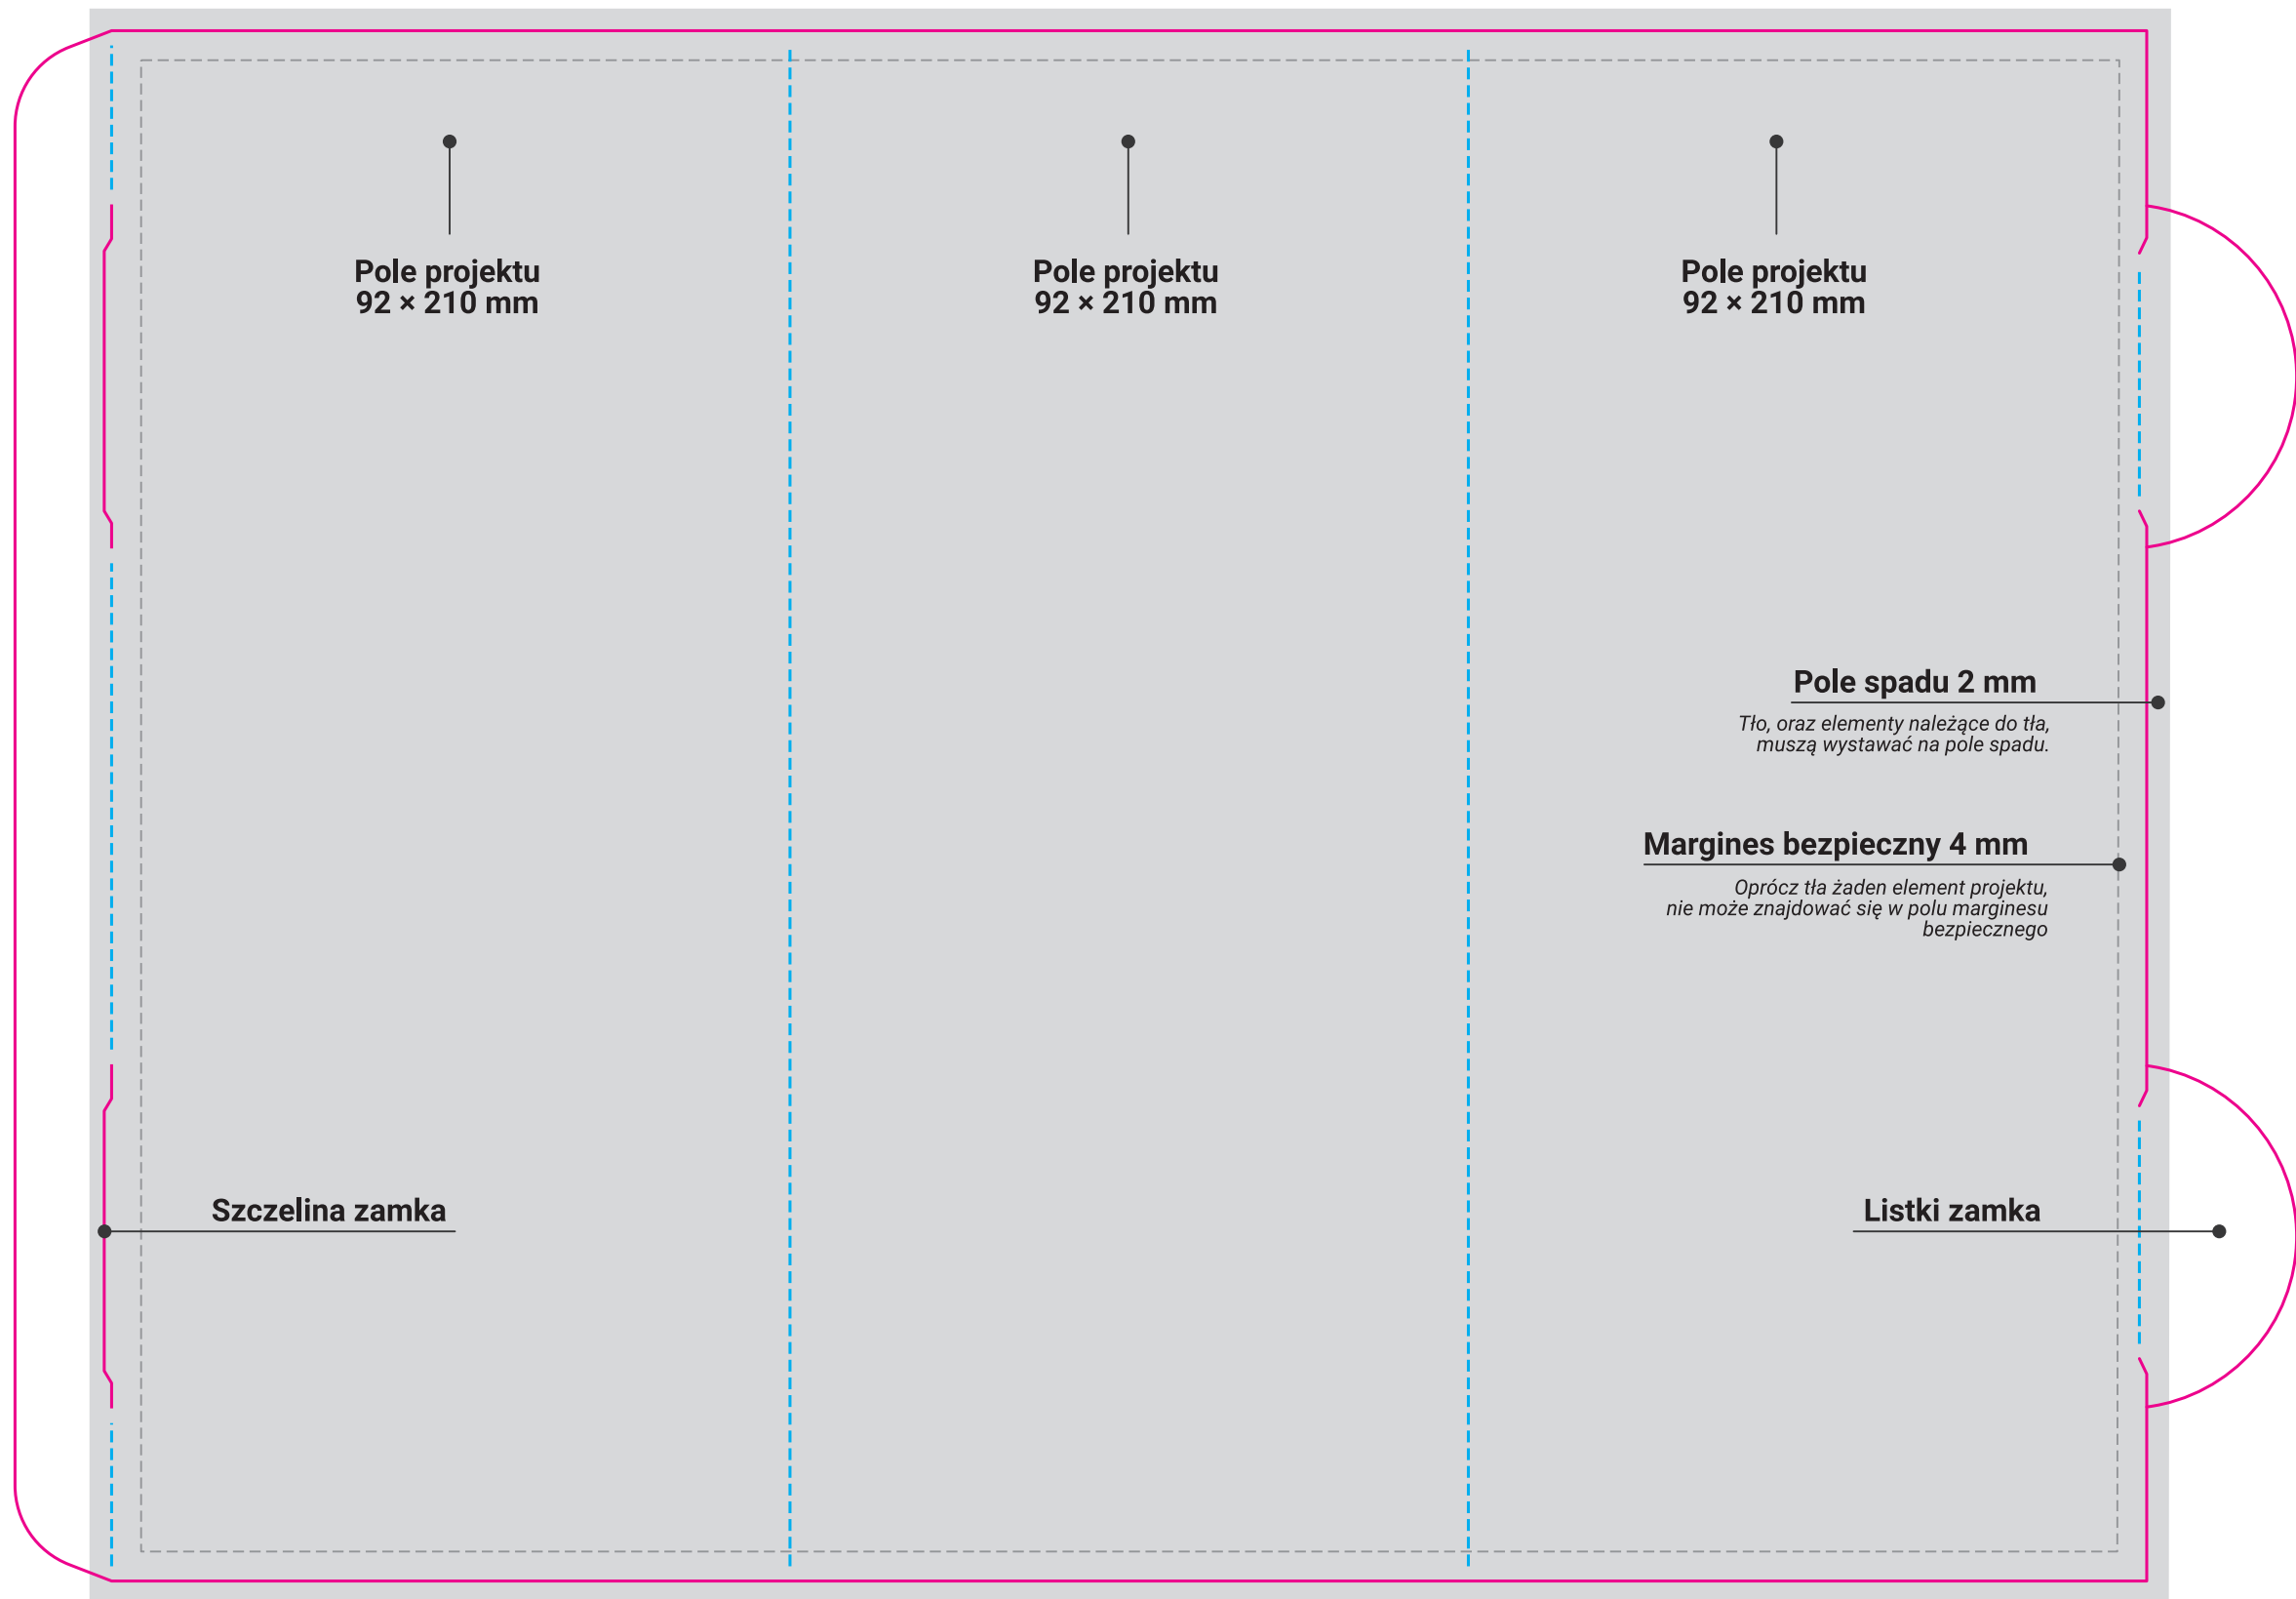 Pole projektu
92 × 210 mm
Pole projektu
92 × 210 mm
Pole projektu
92 × 210 mm
Pole spadu 2 mm
Tło, oraz elementy należące do tła,
muszą wystawać na pole spadu.
Margines bezpieczny 4 mm
Oprócz tła żaden element projektu,
nie może znajdować się w polu marginesu
bezpiecznego
Szczelina zamka
Listki zamka